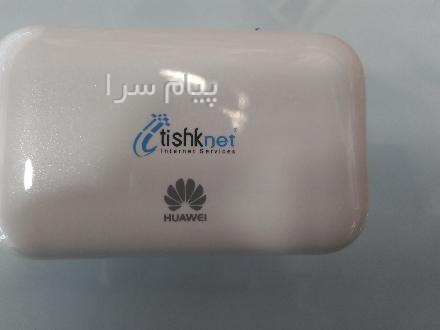 پیام سرا
tishknet
Internet Services
HUAWEI